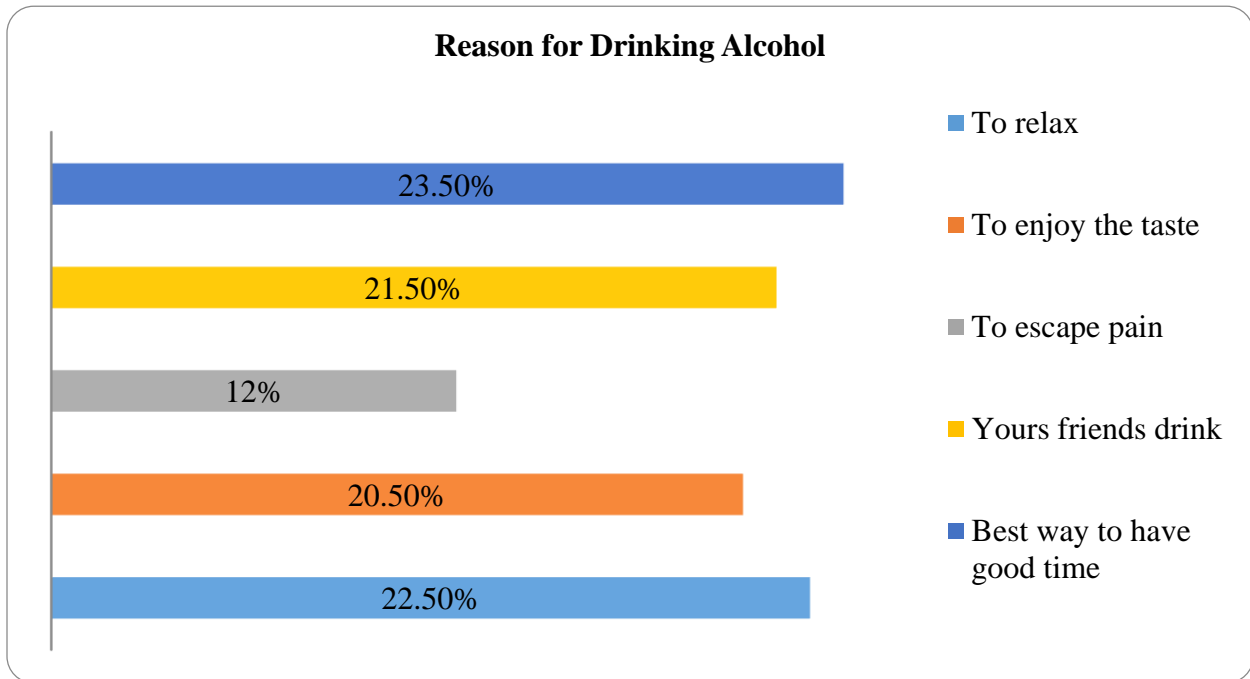 Reason for Drinking Alcohol
23.50%
21.50%
12%
20.50%
22.50%
To relax
To enjoy the taste
To escape pain
Yours friends drink
Best way to have
good time